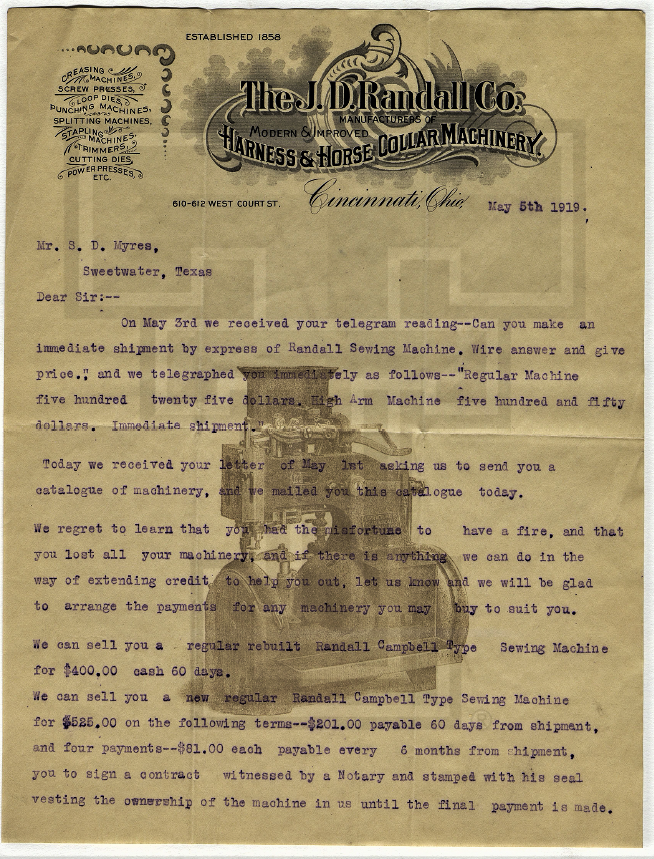 ESTABLISHED 1858
CREASING
MACHINES,
SCREW PRESSES,
LOOP DIES,
PUNCHING MACHINES,
SPLITTING MACHINES,
STAPLING
MACHINES,
TRIMMERS,
CUTTING DIES,
POWER PRESSES,
ETC.
The J. D. Randall Co.
MANUFACTURERS OF
MODERN & IMPROVED
HARNESS & HORSE COLLAR MACHINERY.
610-612 WEST COURT ST.
Cincinnati, Ohio
May 5th 1919.
Mr. S. D. Myres,
Sweetwater, Texas
Dear Sir:--
On May 3rd we received your telegram reading--Can you make an
immediate shipment by express of Randall Sewing Machine. Wire answer and give
price." and we telegraphed you immediately as follows--"Regular Machine
five hundred twenty five dollars. High Arm Machine five hundred and fifty
dollars. Immediate shipment."
Today we received your letter of May 1st asking us to send you a
catalogue of machinery, and we mailed you this catalogue today.
We regret to learn that you had the misfortune to have a fire, and that
you lost all your machinery, and if there is anything we can do in the
way of extending credit, to help you out, let us know and we will be glad
to arrange the payments for any machinery you may buy to suit you.
We can sell you a regular rebuilt Randall Campbell Type Sewing Machine
for $400.00 cash 60 days.
We can sell you a new regular Randall Campbell Type Sewing Machine
for $525.00 on the following terms--$201.00 payable 60 days from shipment,
and four payments--$81.00 each payable every 6 months from shipment,
you to sign a contract witnessed by a Notary and stamped with his seal
vesting the ownership of the machine in us until the final payment is made.